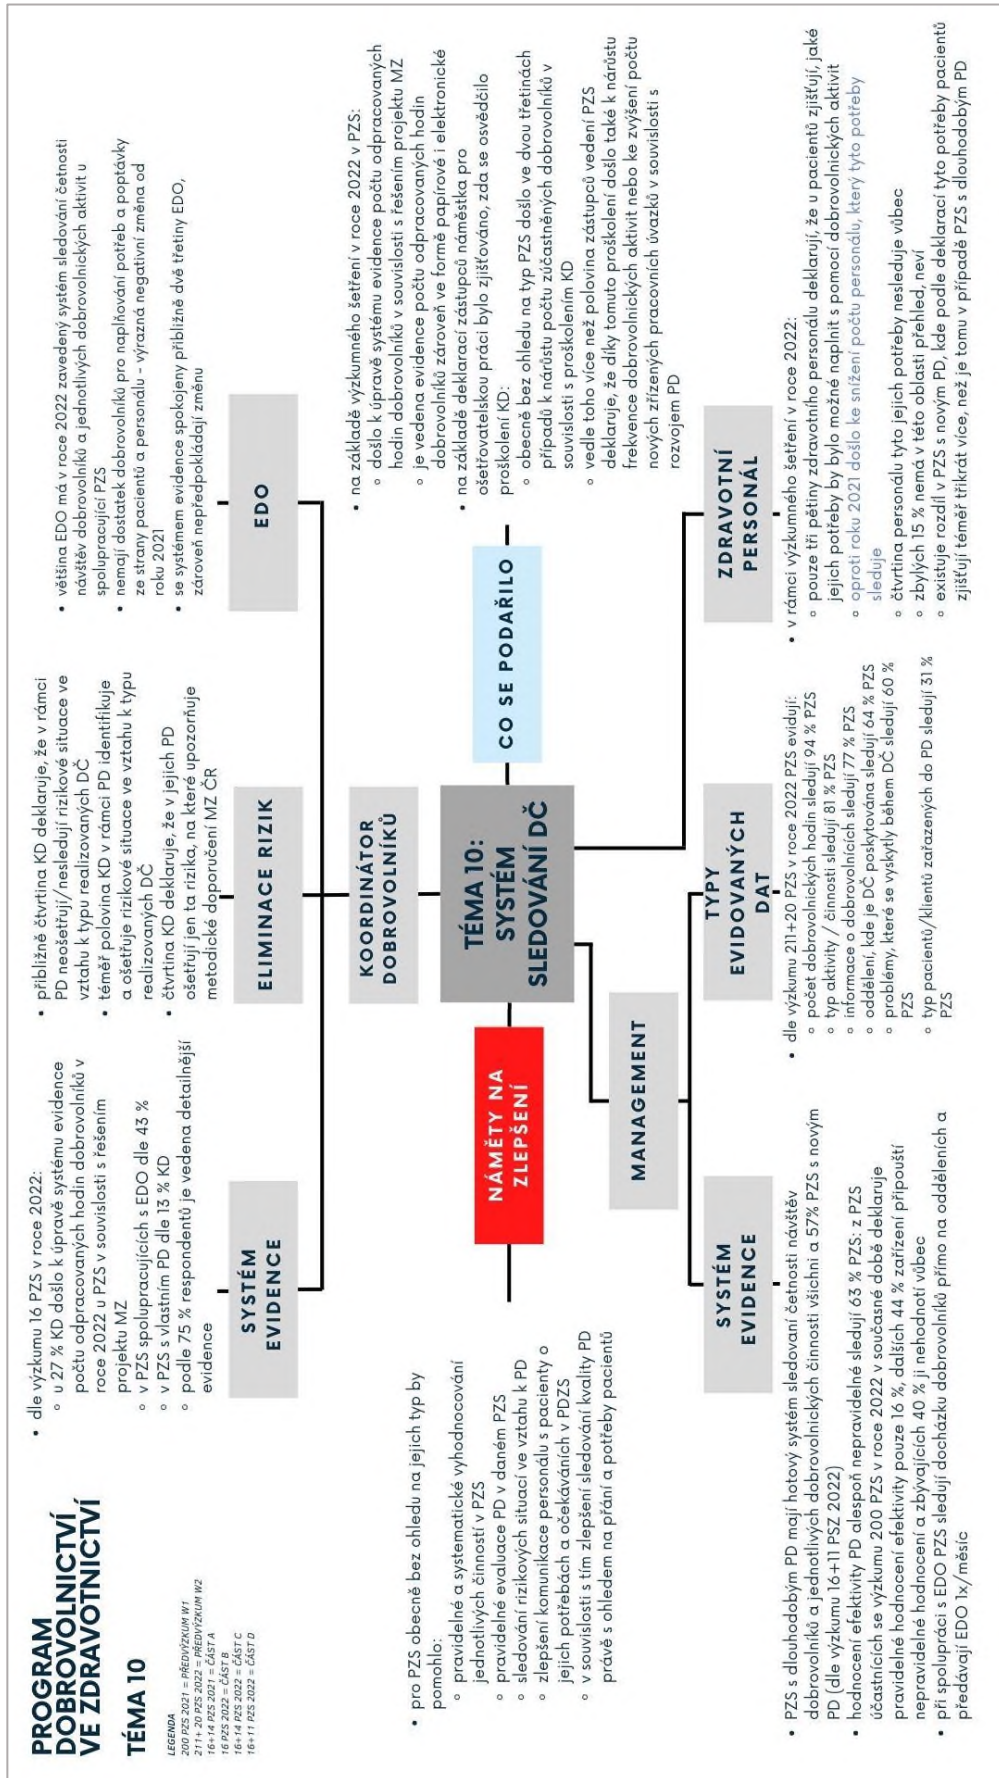 PROGRAM
DOBROVOLNICTVÍ
VE ZDRAVOTNICTVÍ
TÉMA 10
LEGENDA
200 PZS 2021 = PŘEDVÝZKUM W1
211+ 20 PZS 2022 = PŘEDVÝZKUM W2
16+14 PZS 2021 = ČÁST A
16 PZS 2022 = ČÁST B
16+14 PZS 2022 = ČÁST C
16+11 PZS 2022 = ČÁST D
• dle výzkumu 16 PZS v roce 2022:
○ u 27 % KD došlo k úpravě systému evidence
počtu odpracovaných hodin dobrovolníků v
roce 2022 u PZS v souvislosti s řešením
projektu MZ
○ v PZS spolupracujících s EDO dle 43 %
○ v PZS s vlastním PD dle 13 % KD
○ podle 75 % respondentů je vedena detailnější
evidence
SYSTÉM
EVIDENCE
• přibližně čtvrtina KD deklaruje, že v rámci
PD neošetřují/ nesledují rizikové situace ve
vztahu k typu realizovaných DČ
• téměř polovina KD v rámci PD identifikuje
a ošetřuje rizikové situace ve vztahu k typu
realizovaných DČ
• čtvrtina KD deklaruje, že v jejich PD
ošetřují jen ta rizika, na které upozorňuje
metodické doporučení MZ ČR
ELIMINACE RIZIK
• většina EDO má v roce 2022 zavedený systém sledování četnosti
návštěv dobrovolníků a jednotlivých dobrovolnických aktivit u
spolupracující PZS
• nemají dostatek dobrovolníků pro naplňování potřeb a poptávky
ze strany pacientů a personálu - výrazná negativní změna od
roku 2021
• se systémem evidence spokojeny přibližně dvě třetiny EDO,
zároveň nepředpokládají změnu
EDO
KOORDINÁTOR
DOBROVOLNÍKŮ
• pro PZS obecně bez ohledu na jejich typ by
pomohlo:
○ pravidelné a systematické vyhodnocování
jednotlivých činností v PZS
○ pravidelné evaluace PD v daném PZS
○ sledování rizikových situací ve vztahu k PD
○ zlepšení komunikace personálu s pacienty o
jejich potřebách a očekáváních v PDZS
○ v souvislosti s tím zlepšení sledování kvality PD
právě s ohledem na přání a potřeby pacientů
NÁMĚTY NA
ZLEPŠENÍ
TÉMA 10:
SYSTÉM
SLEDOVÁNÍ DČ
CO SE PODAŘILO
• na základě výzkumného šetření v roce 2022 v PZS:
○ došlo k úpravě systému evidence počtu odpracovaných
hodin dobrovolníků v souvislosti s řešením projektu MZ
○ je vedena evidence počtu odpracovaných hodin
dobrovolníků zároveň ve formě papírové i elektronické
• na základě deklarací zástupců náměstka pro
ošetřovatelskou práci bylo zjišťováno, zda se osvědčilo
proškolení KD:
○ obecně bez ohledu na typ PZS došlo ve dvou třetinách
případů k nárůstu počtu zúčastněných dobrovolníků v
souvislosti s proškolením KD
○ vedle toho více než polovina zástupců vedení PZS
deklaruje, že díky tomuto proškolení došlo také k nárůstu
frekvence dobrovolnických aktivit nebo ke zvýšení počtu
nových zřízených pracovních úvazků v souvislosti s
rozvojem PD
MANAGEMENT
SYSTÉM
EVIDENCE
• PZS s dlouhodobým PD mají hotový systém sledovaní četnosti návštěv
dobrovolníků a jednotlivých dobrovolnických činnosti všichni a 57% PZS s novým
PD (dle výzkumu 16+11 PSZ 2022)
• hodnocení efektivity PD alespoň nepravidelné sledují 63 % PZS: z PZS
účastnících se výzkumu 200 PZS v roce 2022 v současné době deklaruje
pravidelné hodnocení efektivity pouze 16 %, dalších 44 % zařízení připouští
nepravidelné hodnocení a zbývajících 40 % ji nehodnotí vůbec
• při spolupráci s EDO PZS sledují docházku dobrovolníků přímo na odděleních a
předávají EDO 1x/měsíc
TYPY
EVIDOVANÝCH
DAT
• dle výzkumu 211+20 PZS v roce 2022 PZS evidují:
○ počet dobrovolnických hodin sledují 94 % PZS
○ typ aktivity / činnosti sledují 81 % PZS
○ informace o dobrovolnících sledují 77 % PZS
○ oddělení, kde je DČ poskytována sledují 64 % PZS
○ problémy, které se vyskytly během DČ sledují 60 %
PZS
○ typ pacientů/klientů zařazených do PD sledují 31 %
PZS
ZDRAVOTNÍ
PERSONÁL
• v rámci výzkumného šetření v roce 2022:
○ pouze tři pětiny zdravotního personálu deklarují, že u pacientů zjišťují, jaké
jejich potřeby by bylo možné naplnit s pomocí dobrovolnických aktivit
○ oproti roku 2021 došlo ke snížení počtu personálu, který tyto potřeby
sleduje
○ čtvrtina personálu tyto jejich potřeby nesleduje vůbec
○ zbylých 15 % nemá v této oblasti přehled, neví
○ existuje rozdíl v PZS s novým PD, kde podle deklarací tyto potřeby pacientů
zjišťují téměř třikrát více, než je tomu v případě PZS s dlouhodobým PD